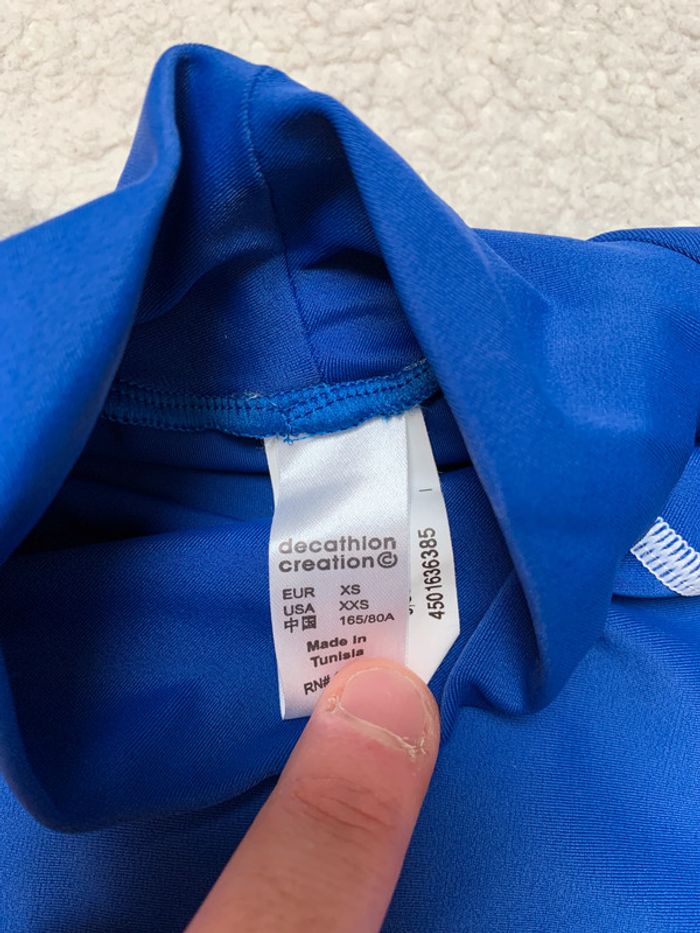 decathlon
creation©
EUR XS
USA XXS
中国 165/80A
Made in
Tunisia
RN#
4501636385